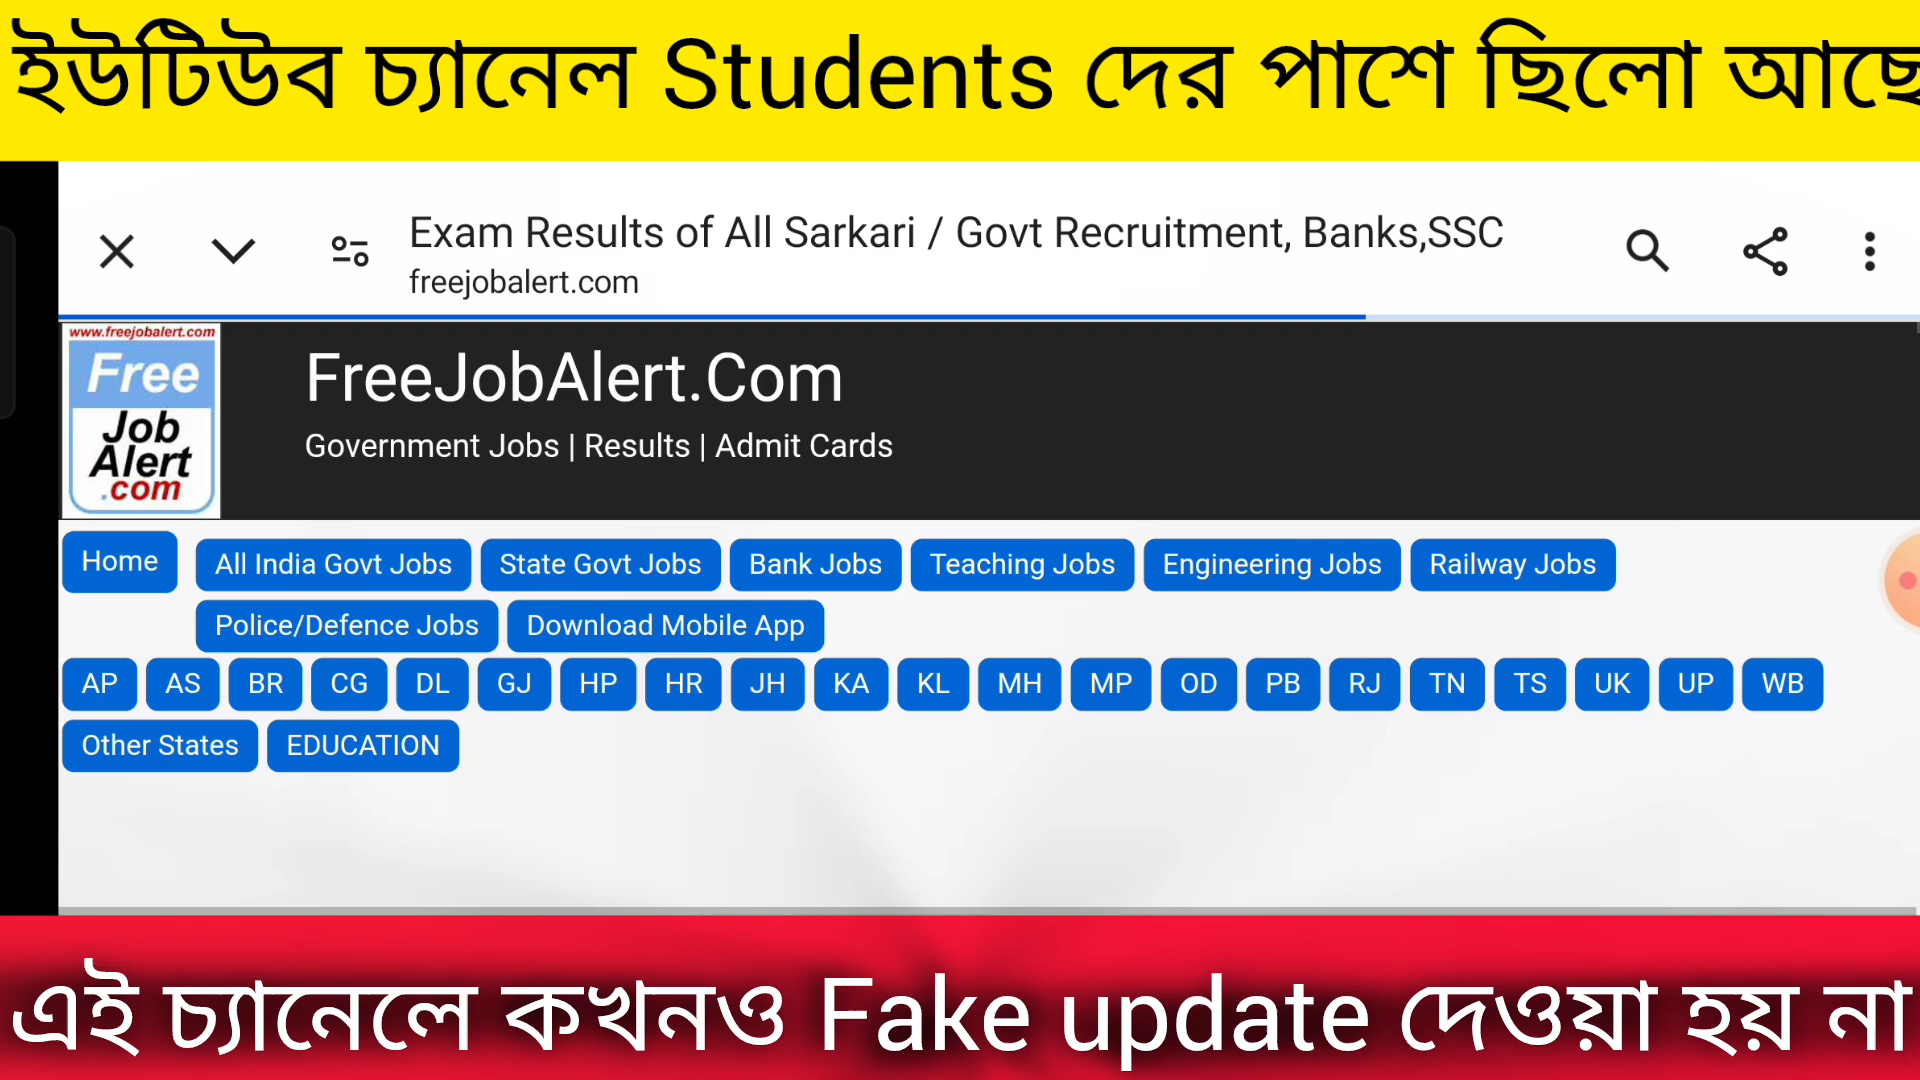 ইউটিউব চ্যানেল Students দের পাশে ছিলো আছে
Exam Results of All Sarkari / Govt Recruitment, Banks,SSC
freejobalert.com
www.freejobalert.com
Free
Job
Alert
.com
FreeJobAlert.Com
Government Jobs | Results | Admit Cards
Home All India Govt Jobs State Govt Jobs Bank Jobs Teaching Jobs Engineering Jobs Railway Jobs
Police/Defence Jobs Download Mobile App
AP AS BR CG DL GJ HP HR JH KA KL MH MP OD PB RJ TN TS UK UP WB
Other States EDUCATION
এই চ্যানেলে কখনও Fake update দেওয়া হয় না